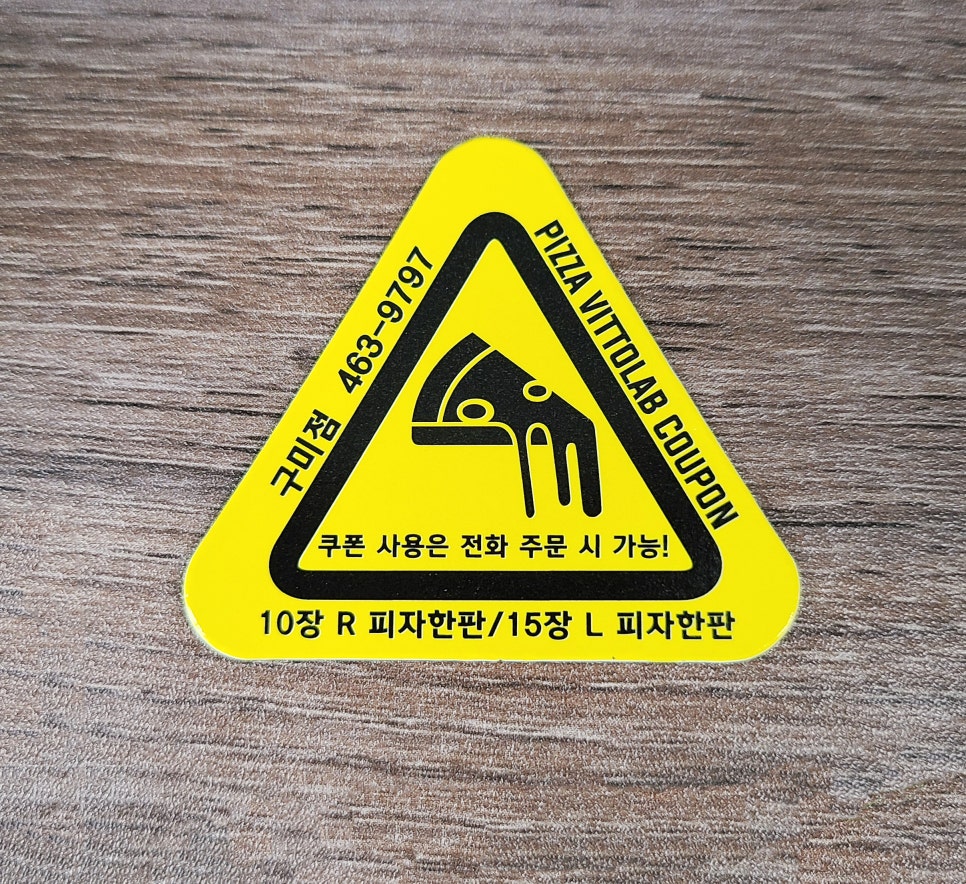 구미점 463-9797
PIZZA VITTOLAB COUPON
쿠폰 사용은 전화 주문 시 가능!
10장 R 피자한판/15장 L 피자한판